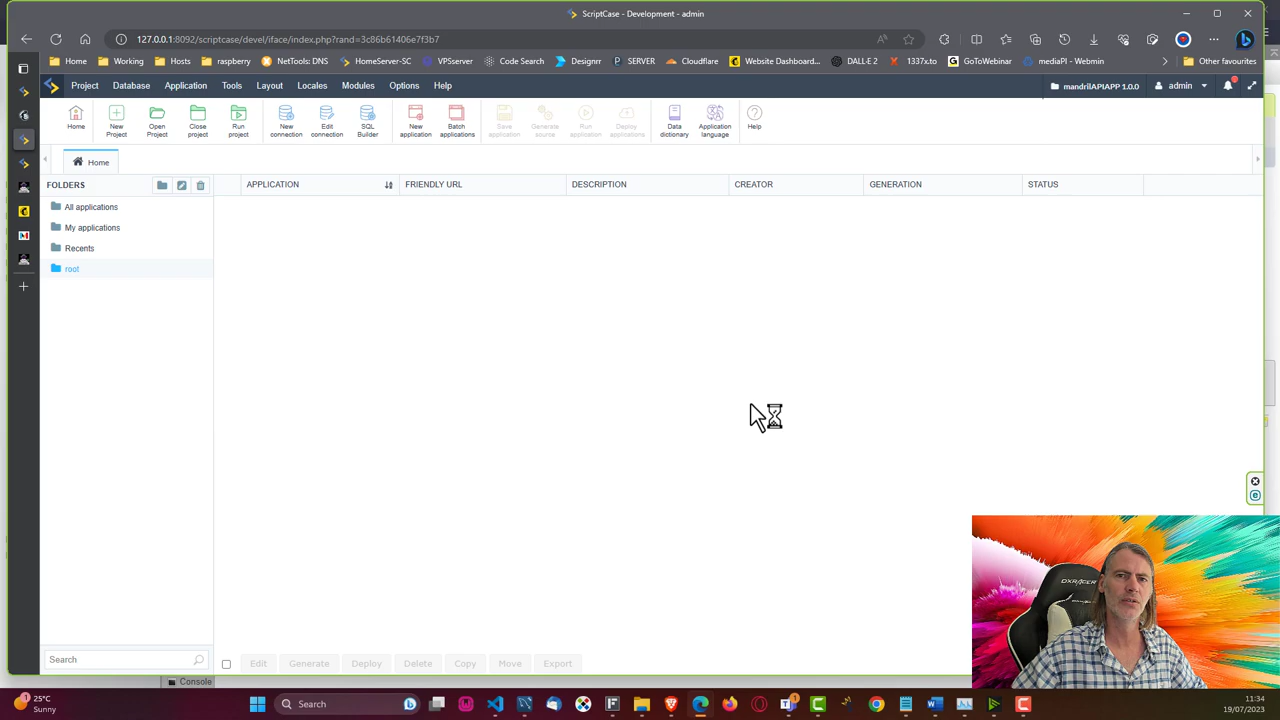 ScriptCase - Development - admin
127.0.0.1:8092/scriptcase/devel/iface/index.php?rand=3c86b61406e7f3b7
Home Working Hosts raspberry NetTools: DNS HomeServer-SC VPSserver Code Search Designrr SERVER Cloudflare Website Dashboard... DALL·E 2 1337x.to GoToWebinar mediaAPI - Webmin Other favourites
Project Database Application Tools Layout Locales Modules Options Help mandrilAPIAPP 1.0.0 admin
Home New Project Open Project Close project Run project New connection Edit connection SQL Builder New application Batch applications Save application Generate source Run application Deploy applications Data dictionary Application language Help
Home
FOLDERS APPLICATION FRIENDLY URL DESCRIPTION CREATOR GENERATION STATUS
All applications
My applications
Recents
root
DXRACER
Search Edit Generate Deploy Delete Copy Move Export
Console
25°C
Sunny
Search
11:34
19/07/2023